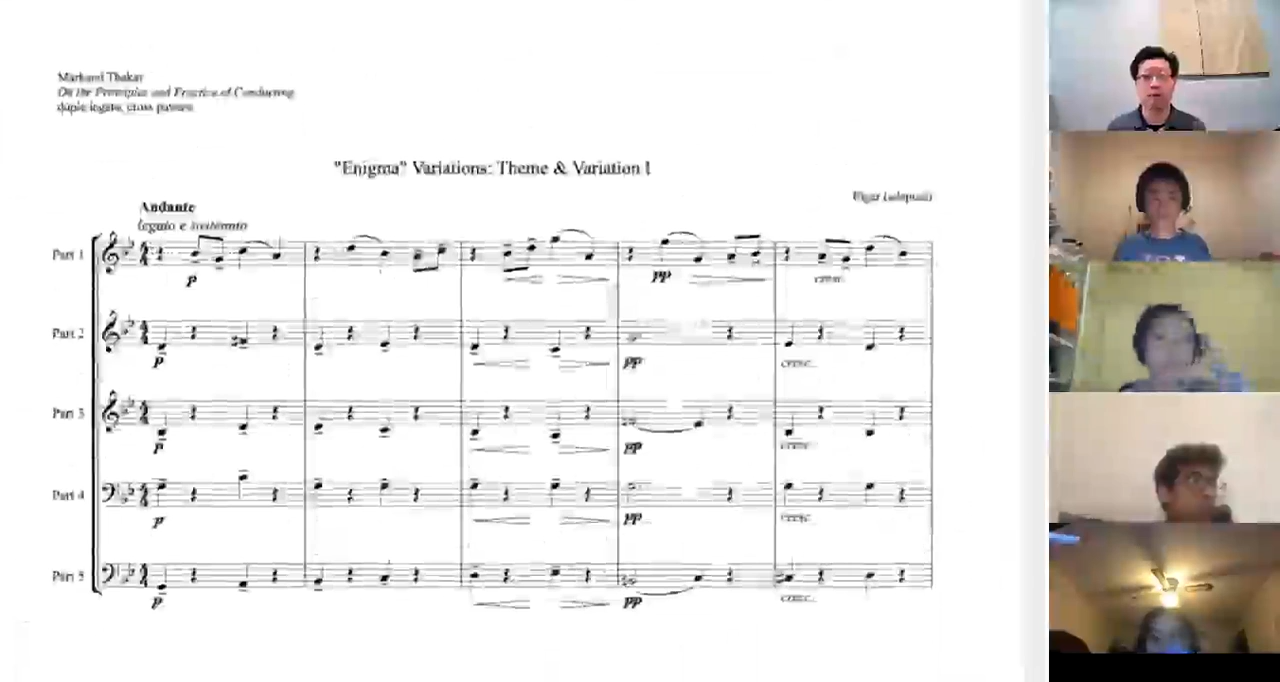 Markand Thakar
On the Principles and Practice of Conducting
duple legato, cross pattern
"Enigma" Variations: Theme & Variation I
Elgar (adapted)
Andante
legato e sostenuto
Part 1
p
pp
cresc.
Part 2
p
pp
cresc.
Part 3
p
pp
cresc.
Part 4
p
pp
cresc.
Part 5
p
pp
cresc.